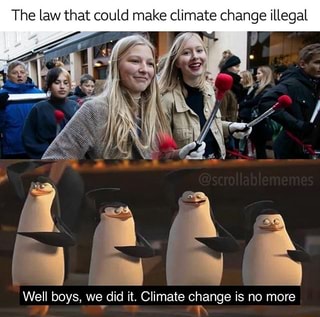 The law that could make climate change illegal
@scrollablememes
Well boys, we did it. Climate change is no more